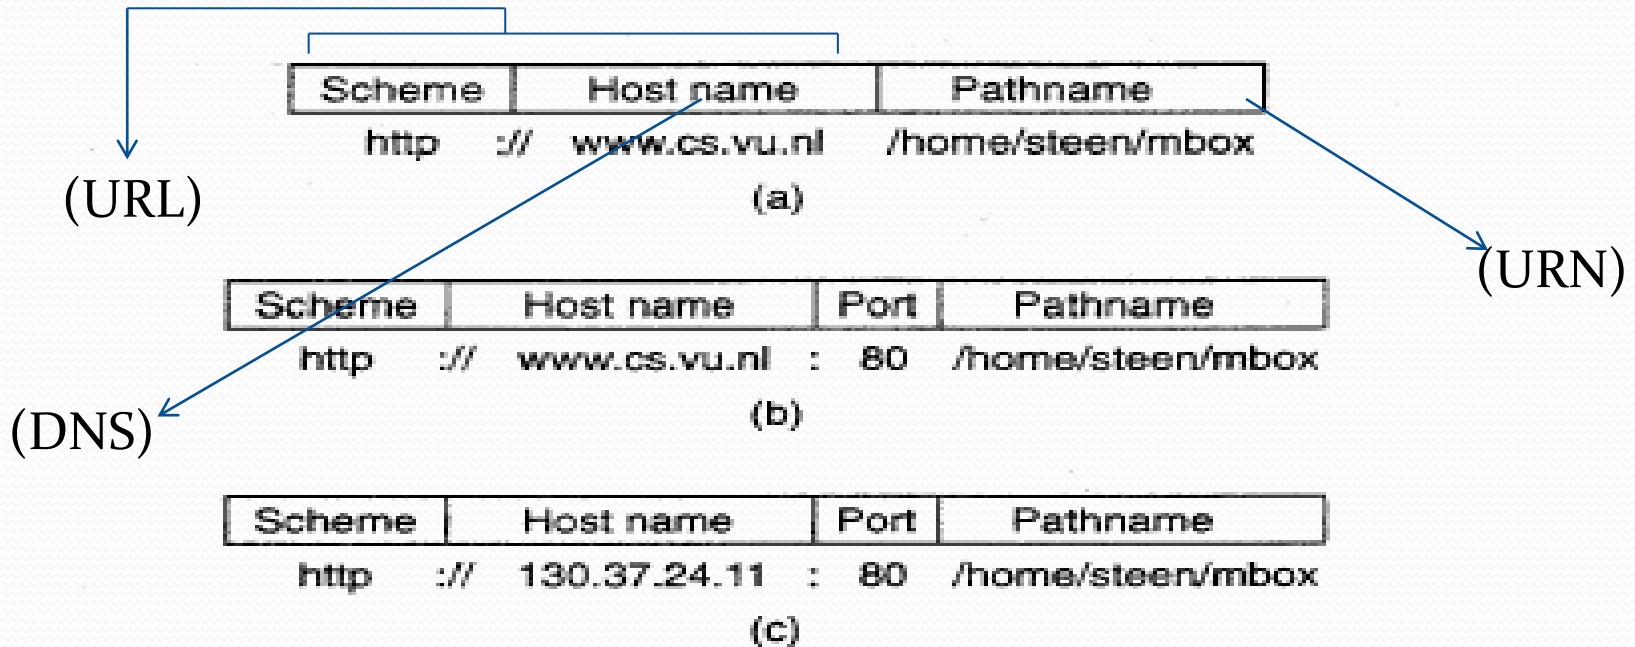 Scheme Host name Pathname
http :// www.cs.vu.nl /home/steen/mbox
(URL)
(a)
(URN)
Scheme Host name Port Pathname
http :// www.cs.vu.nl : 80 /home/steen/mbox
(DNS)
(b)
Scheme Host name Port Pathname
http :// 130.37.24.11 : 80 /home/steen/mbox
(c)